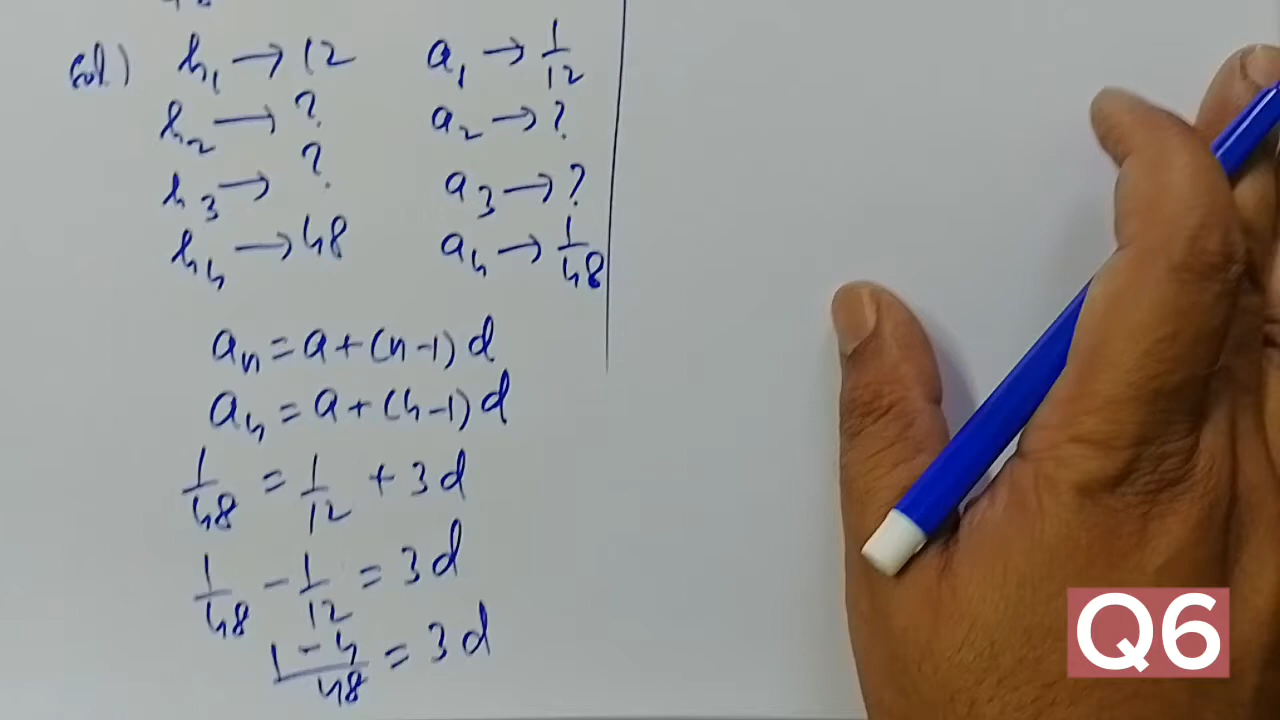 Sol.) h₁ → 12 a₁ → 1/12
h₂ → ? a₂ → ?
h₃ → ? a₃ → ?
h₄ → 48 a₄ → 1/48
aₙ = a + (n-1) d
a₄ = a + (4-1) d
1/48 = 1/12 + 3d
1/48 - 1/12 = 3d
(1-4)/48 = 3d
Q6